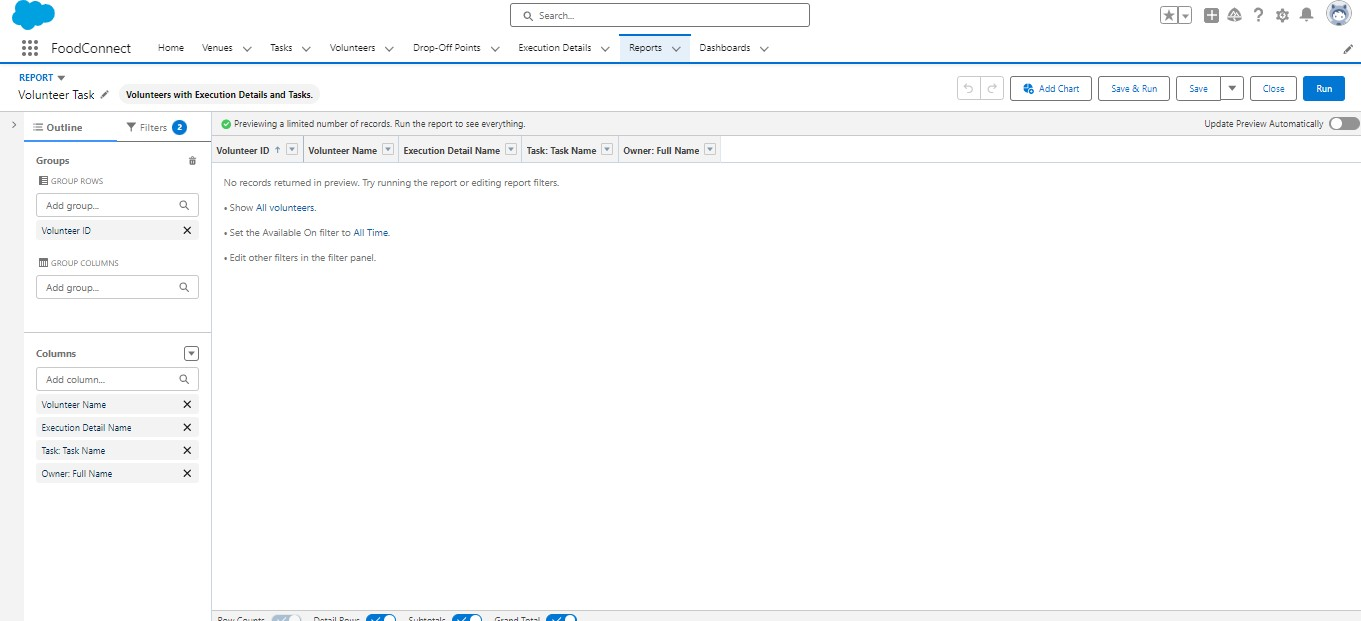 Search...
FoodConnect Home Venues Tasks Volunteers Drop-Off Points Execution Details Reports Dashboards
REPORT
Volunteer Task Volunteers with Execution Details and Tasks. Add Chart Save & Run Save Close Run
Outline Filters 2 Previewing a limited number of records. Run the report to see everything. Update Preview Automatically
Volunteer ID Volunteer Name Execution Detail Name Task: Task Name Owner: Full Name
Groups
GROUP ROWS
Add group...
Volunteer ID
GROUP COLUMNS
Add group...
No records returned in preview. Try running the report or editing report filters.
• Show All volunteers.
• Set the Available On filter to All Time.
• Edit other filters in the filter panel.
Columns
Add column...
Volunteer Name
Execution Detail Name
Task: Task Name
Owner: Full Name
Row Counts Detail Rows Subtotals Grand Total